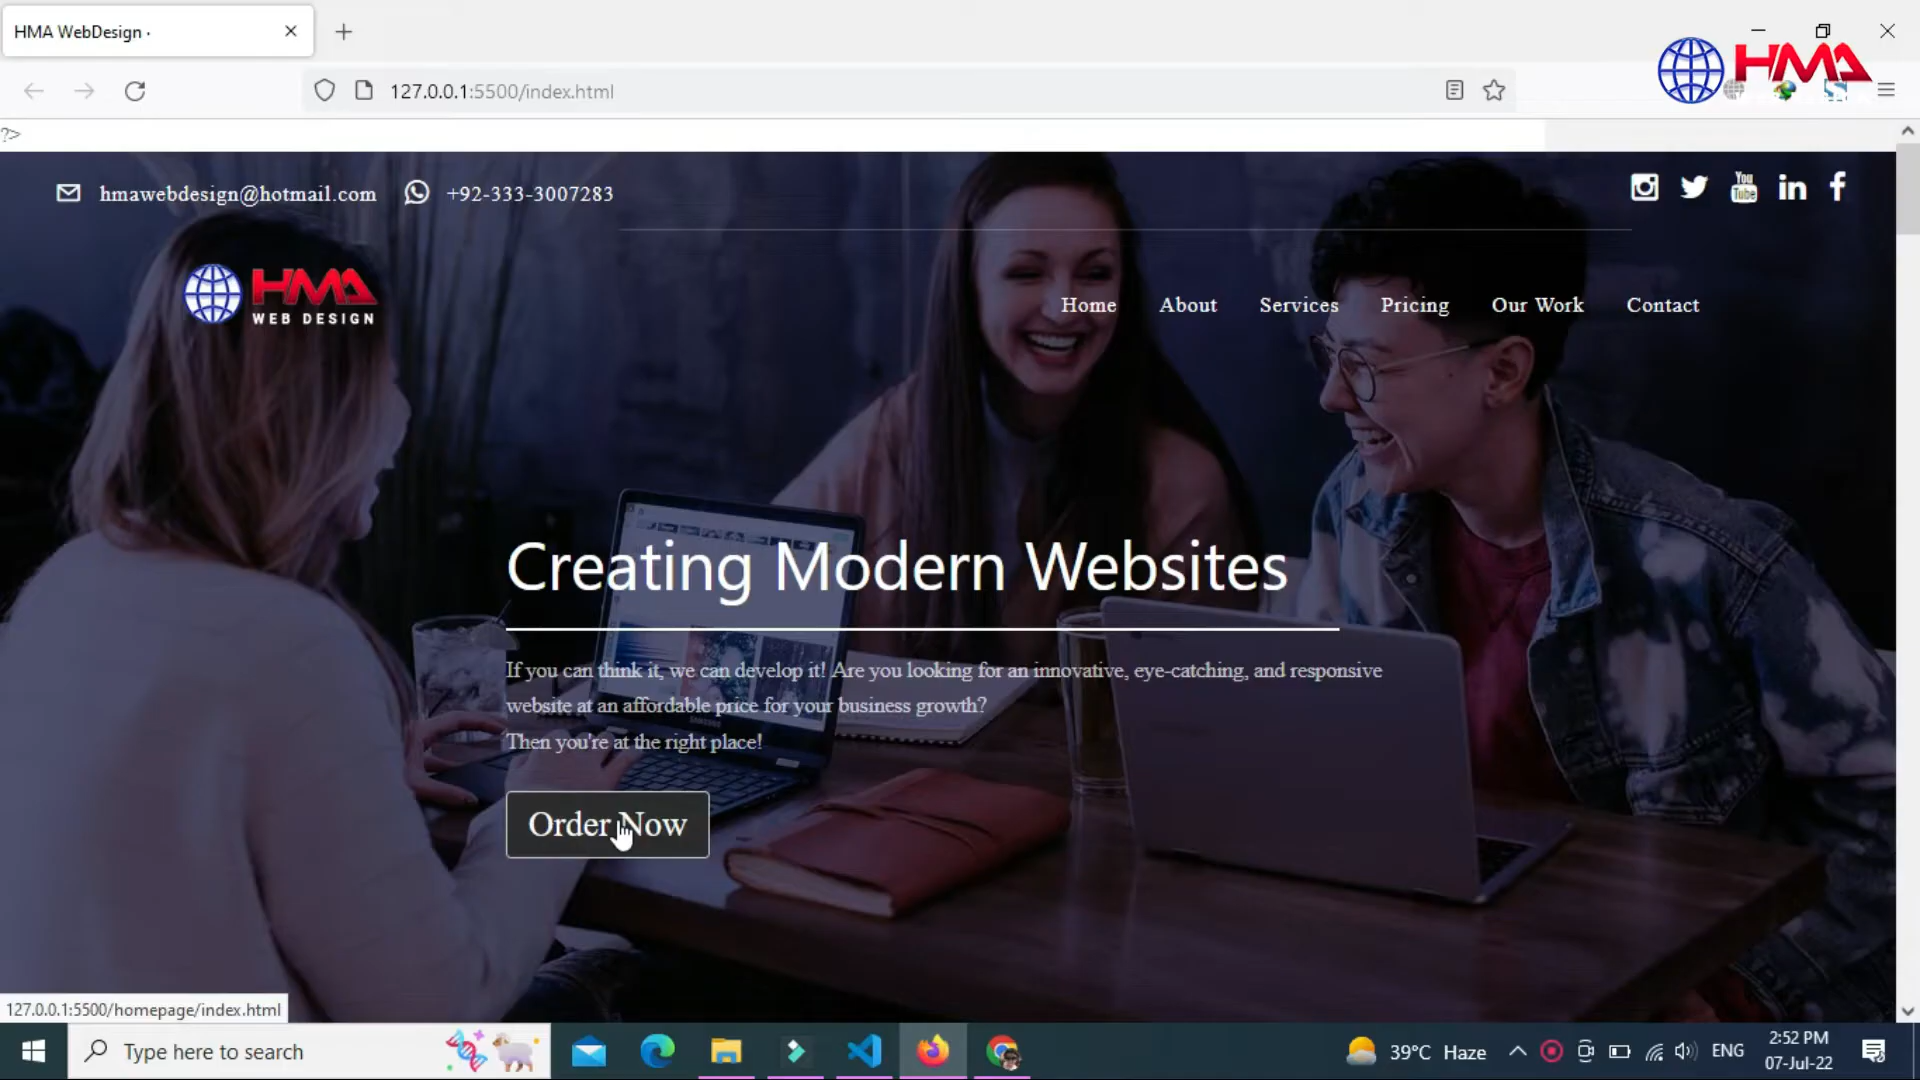 HMA WebDesign ·
127.0.0.1:5500/index.html
HMA
?>
hmawebdesign@hotmail.com
+92-333-3007283
You
Tube
in
f
HMA
WEB DESIGN
Home
About
Services
Pricing
Our Work
Contact
Creating Modern Websites
If you can think it, we can develop it! Are you looking for an innovative, eye-catching, and responsive
website at an affordable price for your business growth?
Then you're at the right place!
Order Now
127.0.0.1:5500/homepage/index.html
Type here to search
39°C Haze
ENG
2:52 PM
07-Jul-22